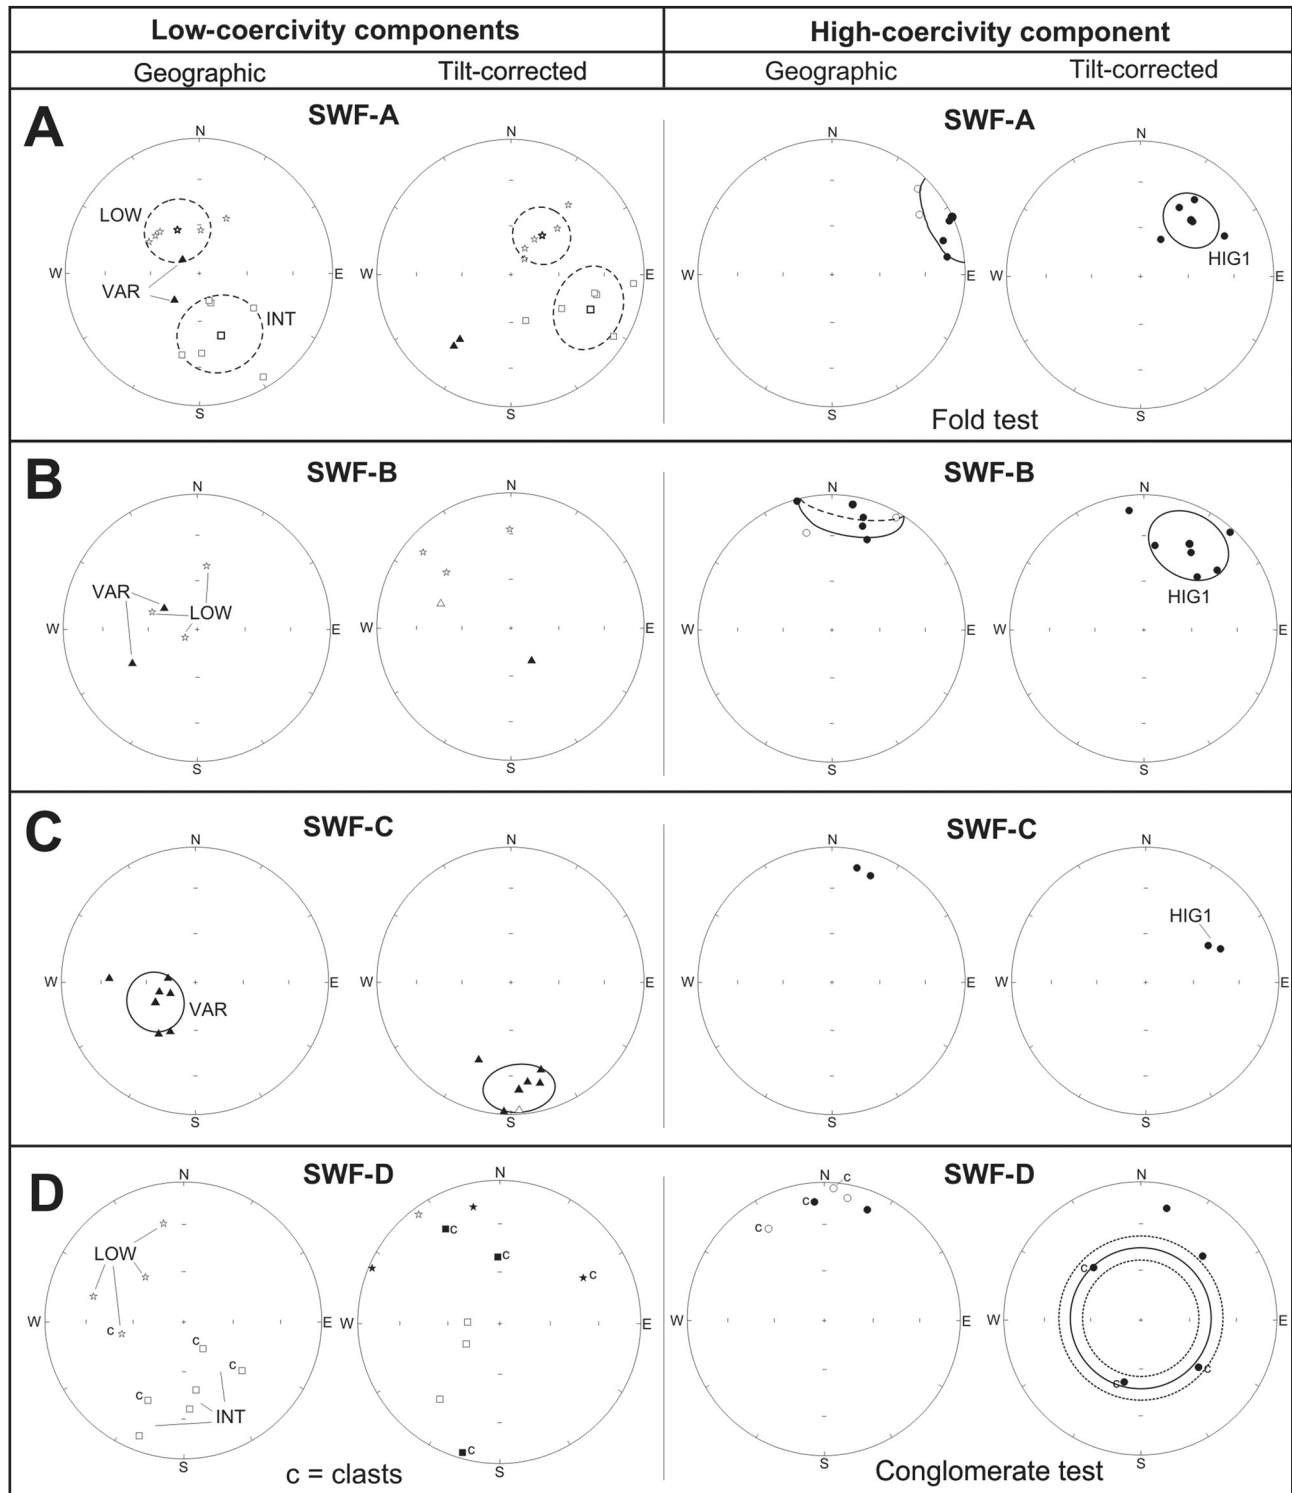 Low-coercivity components High-coercivity component
Geographic Tilt-corrected Geographic Tilt-corrected
A SWF-A SWF-A
N N N N
LOW
W E W E W E W E
VAR
INT
HIG1
S S S S
Fold test
B SWF-B SWF-B
N N N N
VAR
LOW
HIG1
W E W E W E W E
S S S S
C SWF-C SWF-C
N N N N
HIG1
W E W E W E W E
VAR
S S S S
D SWF-D SWF-D
N N N N
c
c
c c
LOW
c
c
c
W E W E W E W E
c
c
c
c
c
c
INT
c
S S S S
c = clasts Conglomerate test